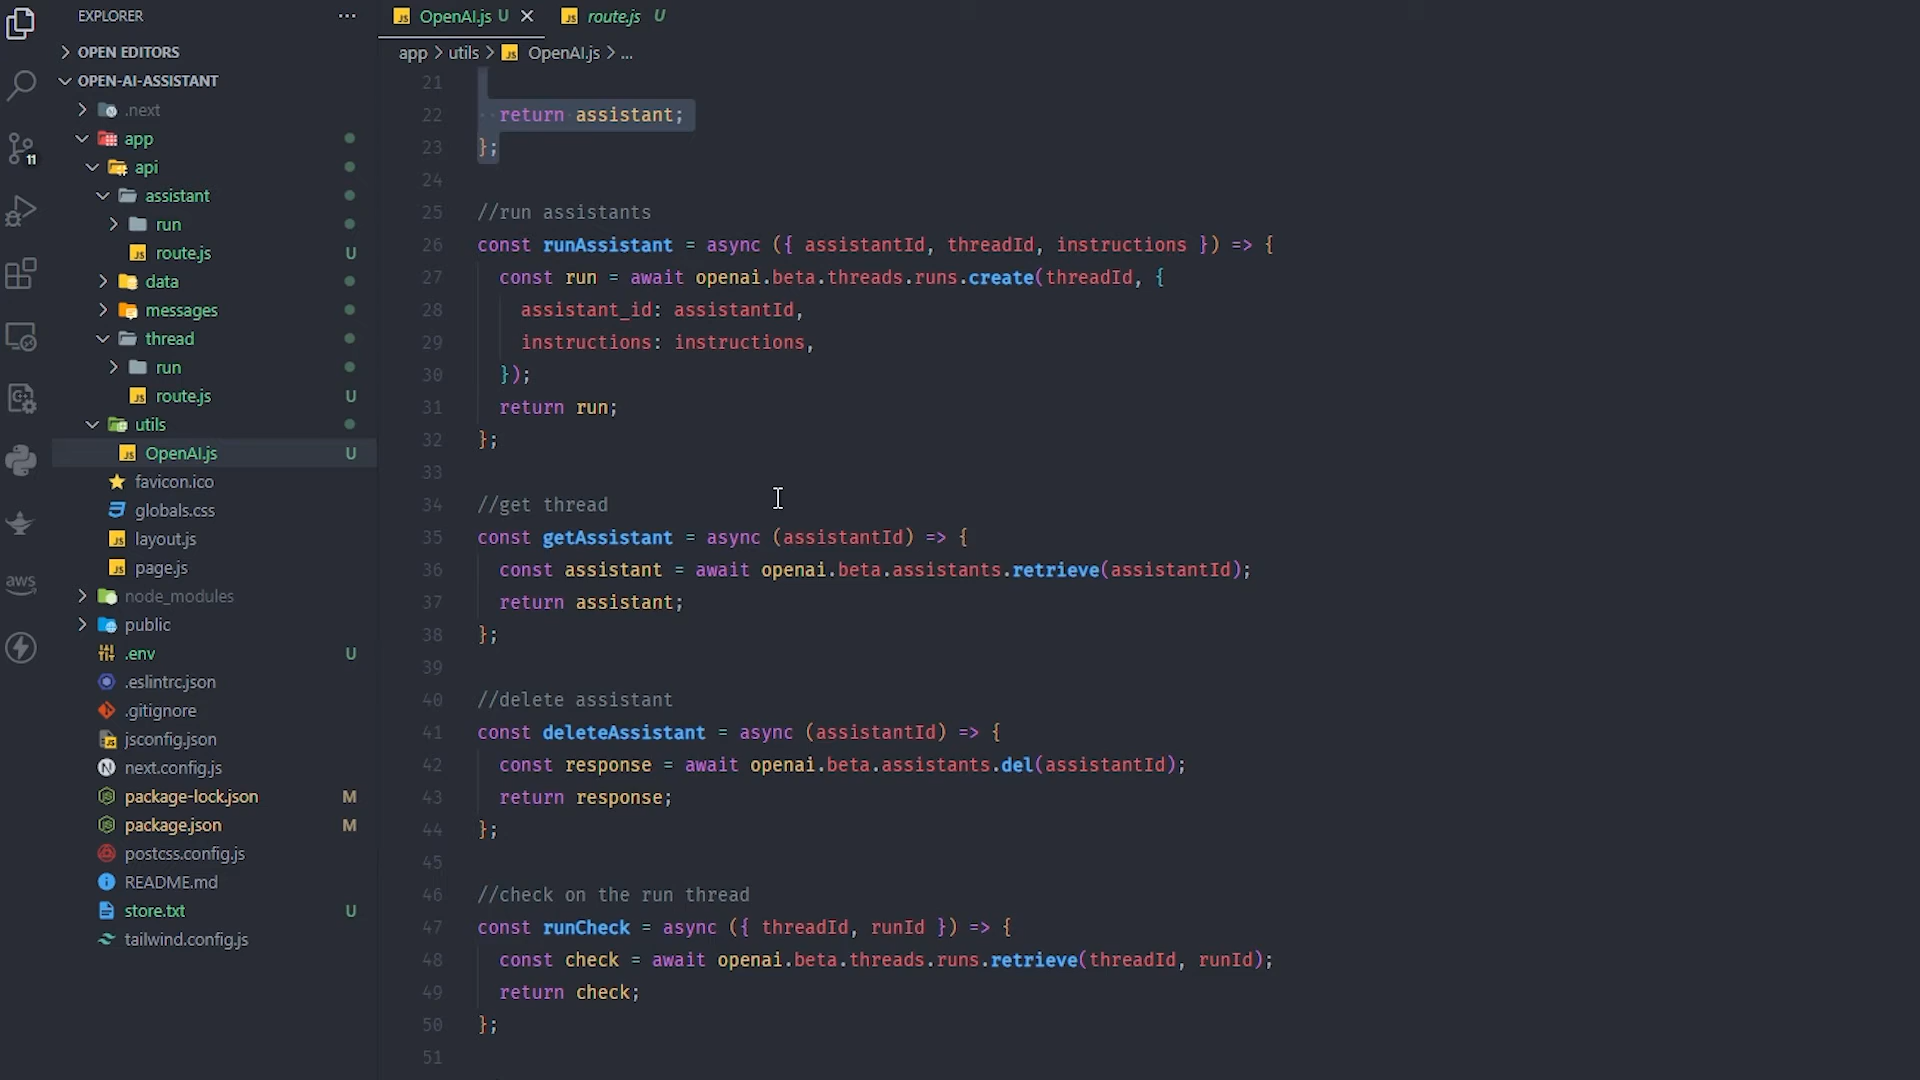 EXPLORER
OPEN EDITORS
OPEN-AI-ASSISTANT
.next
app
api
assistant
run
route.js U
data
messages
thread
run
route.js U
utils
OpenAI.js U
favicon.ico
globals.css
layout.js
page.js
node_modules
public
.env U
.eslintrc.json
.gitignore
jsconfig.json
next.config.js
package-lock.json M
package.json M
postcss.config.js
README.md
store.txt U
tailwind.config.js
11
aws
JS OpenAI.js U × JS route.js U
app > utils > JS OpenAI.js > ...
21
22 return assistant;
23 };
24
25 //run assistants
26 const runAssistant = async ({ assistantId, threadId, instructions }) => {
27 const run = await openai.beta.threads.runs.create(threadId, {
28 assistant_id: assistantId,
29 instructions: instructions,
30 });
31 return run;
32 };
33
34 //get thread
35 const getAssistant = async (assistantId) => {
36 const assistant = await openai.beta.assistants.retrieve(assistantId);
37 return assistant;
38 };
39
40 //delete assistant
41 const deleteAssistant = async (assistantId) => {
42 const response = await openai.beta.assistants.del(assistantId);
43 return response;
44 };
45
46 //check on the run thread
47 const runCheck = async ({ threadId, runId }) => {
48 const check = await openai.beta.threads.runs.retrieve(threadId, runId);
49 return check;
50 };
51